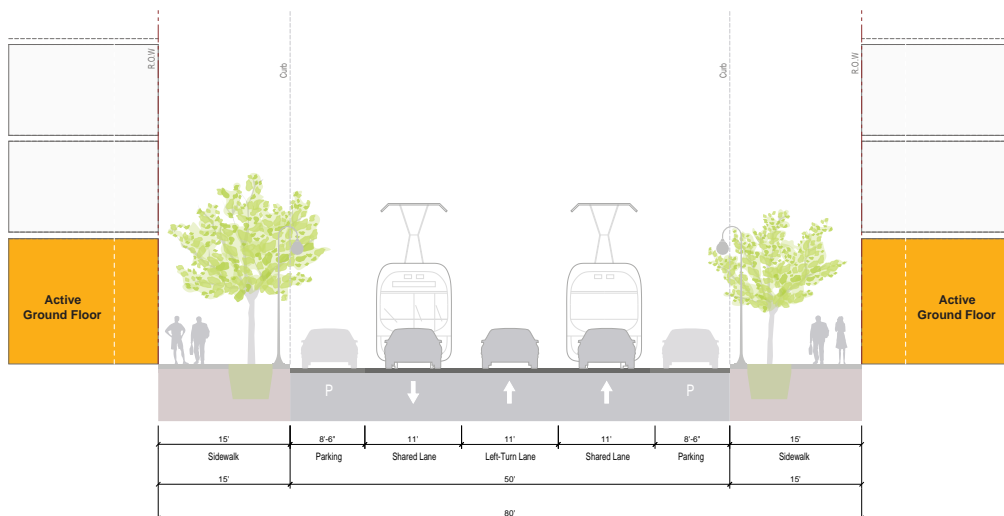 R.O.W
Curb
Curb
R.O.W
Active
Ground Floor
Active
Ground Floor
P
P
15'
8'-6"
11'
11'
11'
8'-6"
15'
Sidewalk
Parking
Shared Lane
Left-Turn Lane
Shared Lane
Parking
Sidewalk
15'
50'
15'
80'